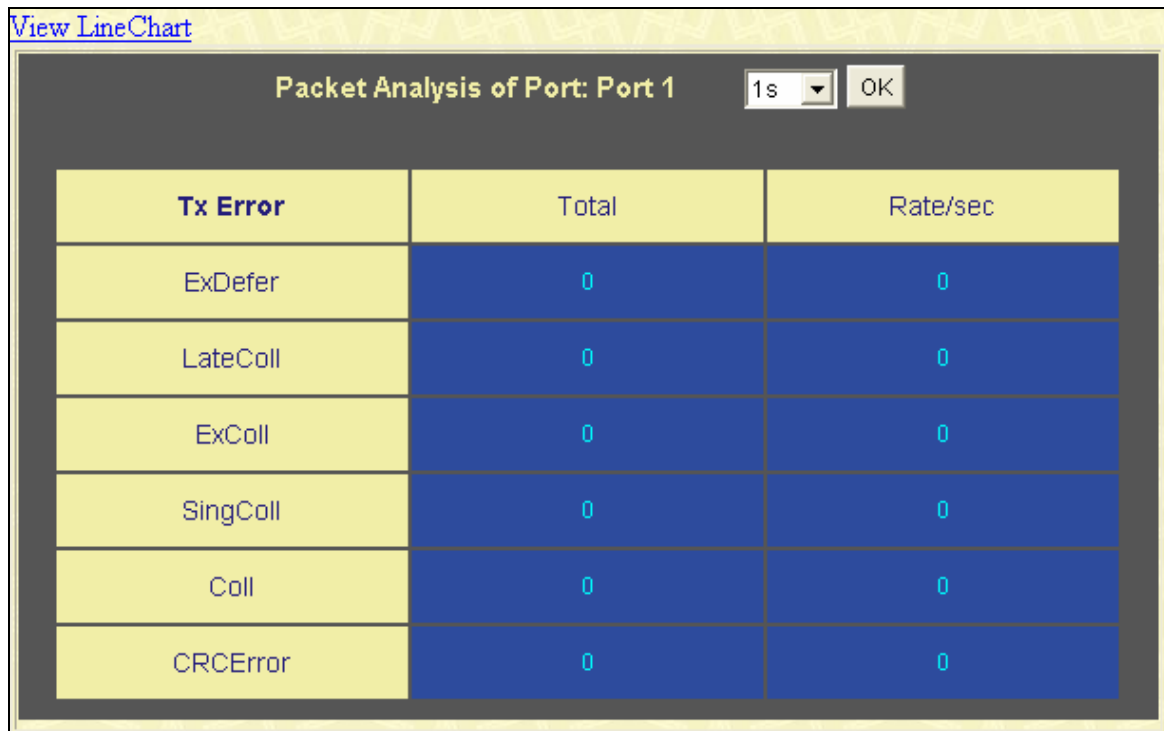 View LineChart
Packet Analysis of Port: Port 1 1s OK
Tx Error Total Rate/sec
ExDefer 0 0
LateColl 0 0
ExColl 0 0
SingColl 0 0
Coll 0 0
CRCError 0 0